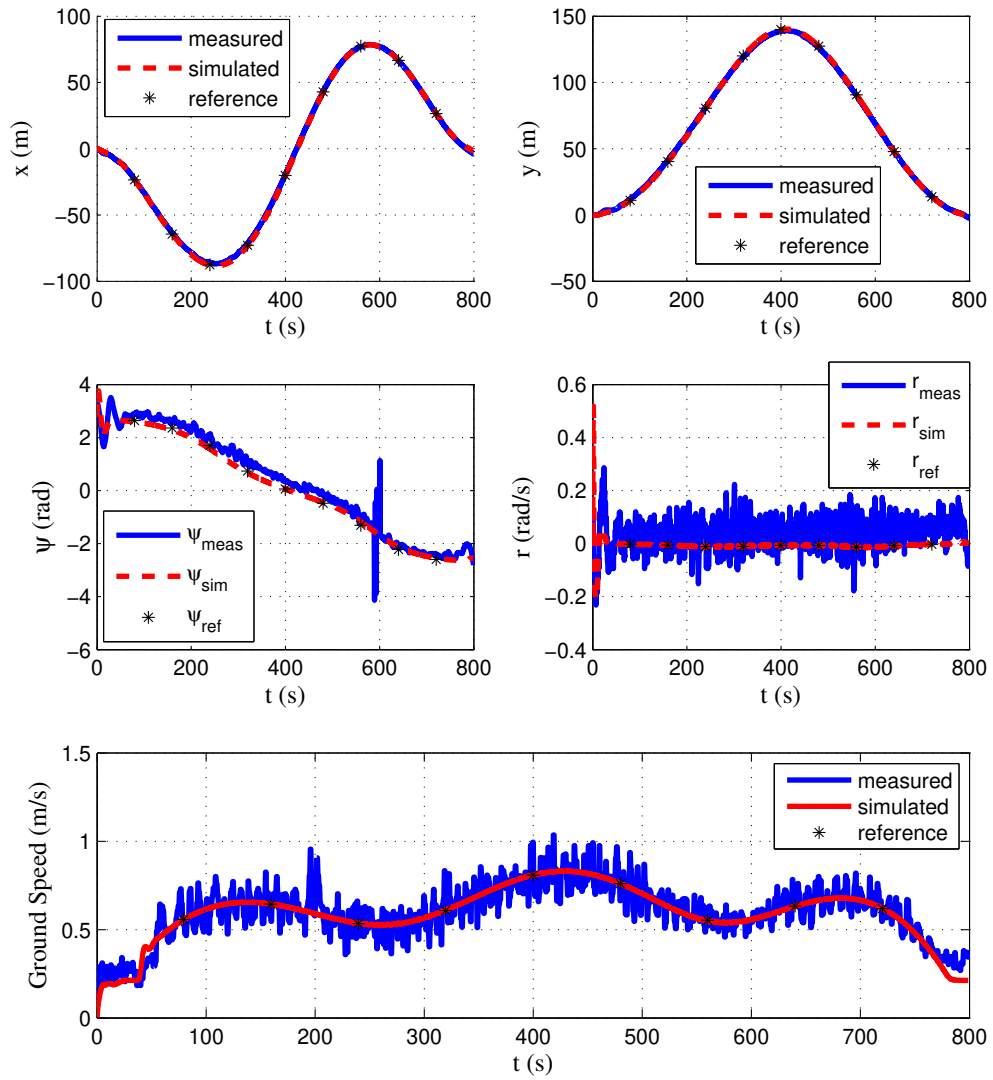 100
50
0
−50
−100
x (m)
0 200 400 600 800
t (s)
measured
simulated
reference
150
100
50
0
−50
y (m)
0 200 400 600 800
t (s)
measured
simulated
reference
4
2
0
−2
−4
−6
ψ (rad)
0 200 400 600 800
t (s)
ψmeas
ψsim
ψref
0.6
0.4
0.2
0
−0.2
−0.4
r (rad/s)
0 200 400 600 800
t (s)
rmeas
rsim
rref
1.5
1
0.5
0
Ground Speed (m/s)
0 100 200 300 400 500 600 700 800
t (s)
measured
simulated
reference